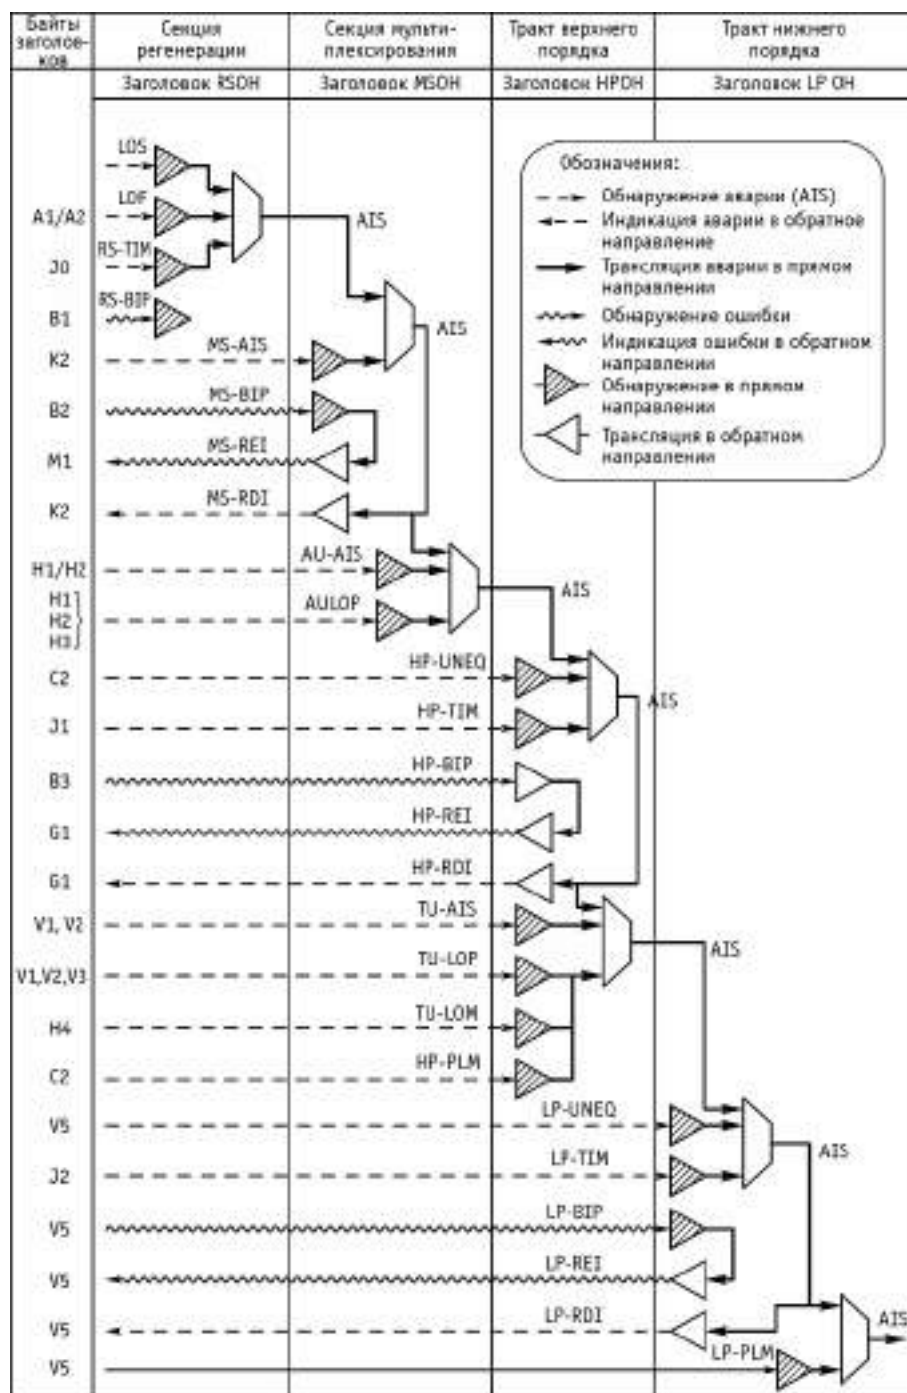 Байты
заголов-
ков
Секция
регенерации
Секция мульти-
плексирования
Тракт верхнего
порядка
Тракт нижнего
порядка
Заголовок RSOH
Заголовок MSOH
Заголовок HPOH
Заголовок LP OH
Обозначения:
Обнаружение аварии (AIS)
Индикация аварии в обратное
направление
Трансляция аварии в прямом
направлении
Обнаружение ошибки
Индикация ошибки в обратном
направлении
Обнаружение в прямом
направлении
Трансляция в обратном
направлении
LOS
A1/A2
LOF
AIS
J0
RS-TIM
B1
RS-BIP
AIS
K2
MS-AIS
B2
MS-BIP
M1
MS-REI
K2
MS-RDI
H1/H2
AU-AIS
AIS
H1
H2
H3
AULOP
C2
HP-UNEQ
AIS
J1
HP-TIM
B3
HP-BIP
G1
HP-REI
G1
HP-RDI
V1, V2
TU-AIS
AIS
V1,V2,V3
TU-LOP
H4
TU-LOM
C2
HP-PLM
V5
LP-UNEQ
AIS
J2
LP-TIM
V5
LP-BIP
V5
LP-REI
V5
LP-RDI
AIS
V5
LP-PLM